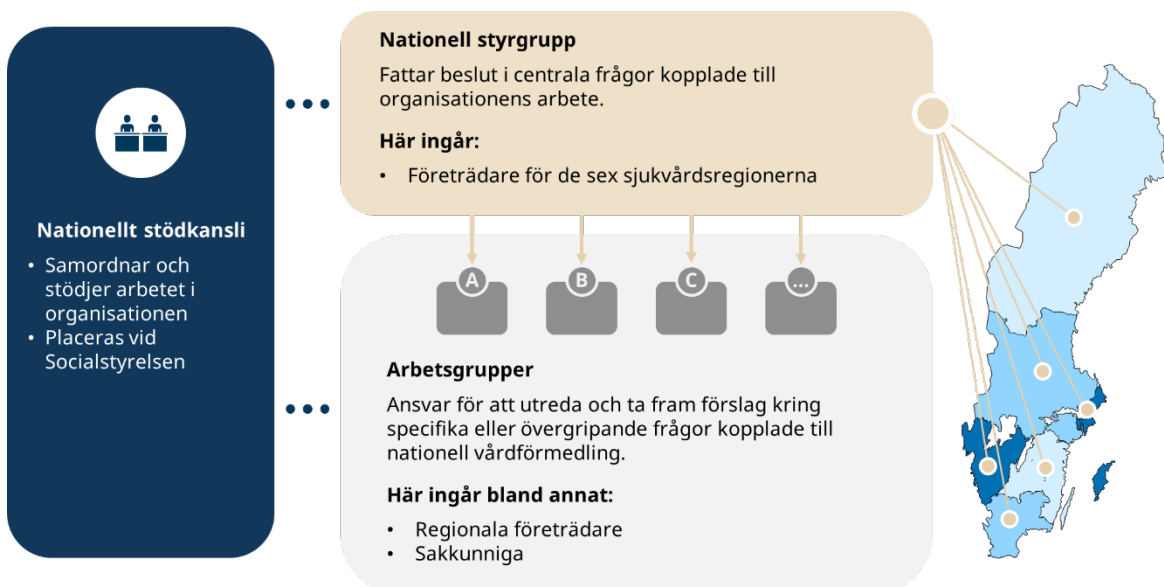 Nationellt stödkansli
• Samordnar och
stödjer arbetet i
organisationen
• Placeras vid
Socialstyrelsen
Nationell styrgrupp
Fattar beslut i centrala frågor kopplade till
organisationens arbete.
Här ingår:
• Företrädare för de sex sjukvårdsregionerna
A B C ...
Arbetsgrupper
Ansvar för att utreda och ta fram förslag kring
specifika eller övergripande frågor kopplade till
nationell vårdförmedling.
Här ingår bland annat:
• Regionala företrädare
• Sakkunniga